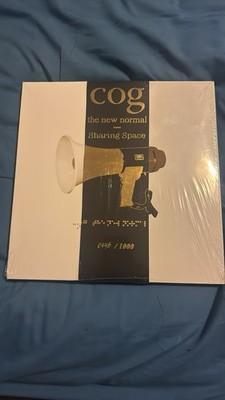 cog
the new normal
Sharing Space
/ 1000